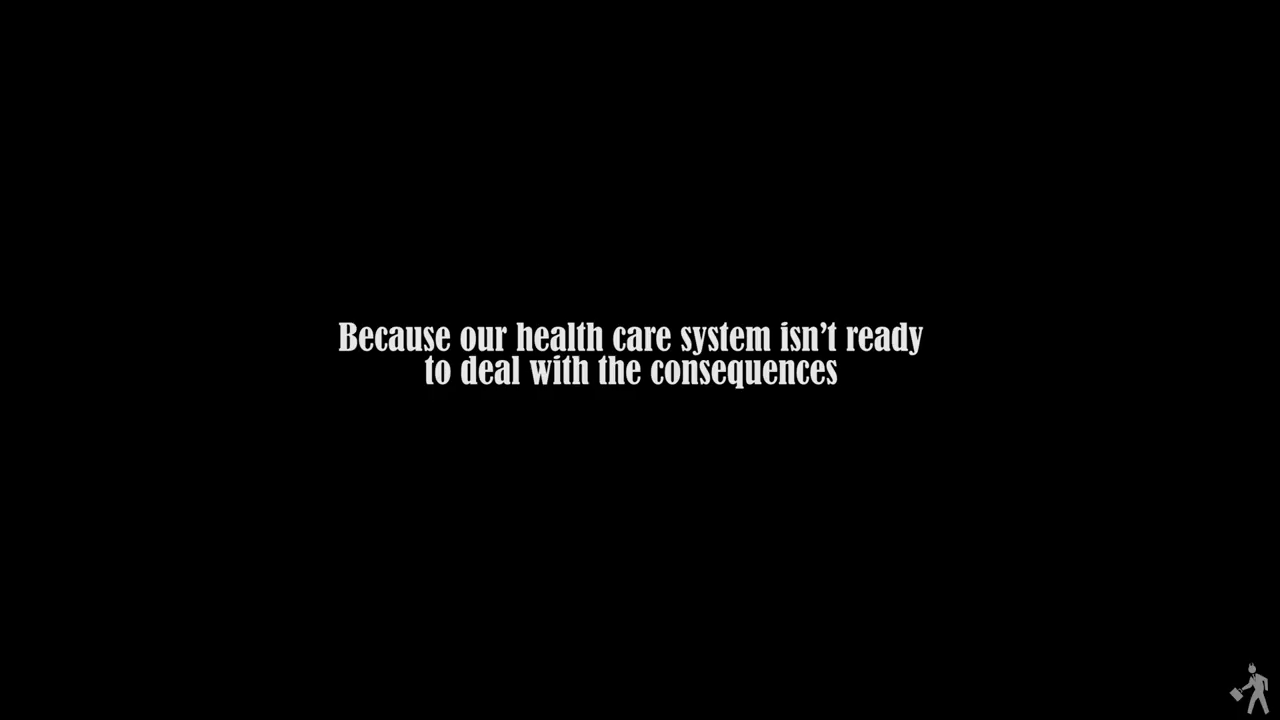 Because our health care system isn't ready
to deal with the consequences